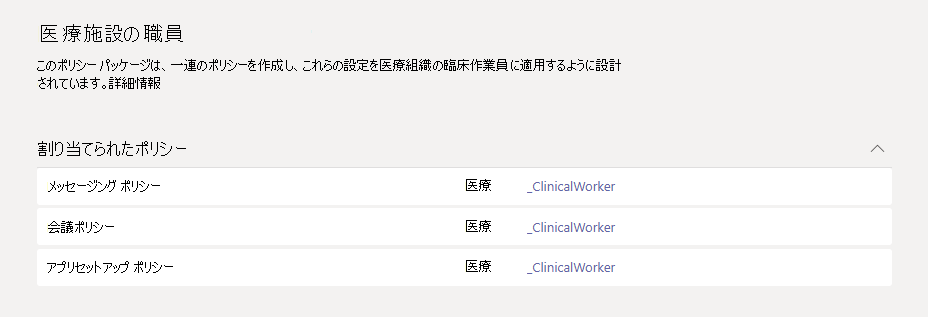 医療施設の職員
このポリシー パッケージは、一連のポリシーを作成し、これらの設定を医療組織の臨床作業員に適用するように設計
されています。詳細情報
割り当てられたポリシー
メッセージング ポリシー 医療 _ClinicalWorker
会議ポリシー 医療 _ClinicalWorker
アプリセットアップ ポリシー 医療 _ClinicalWorker